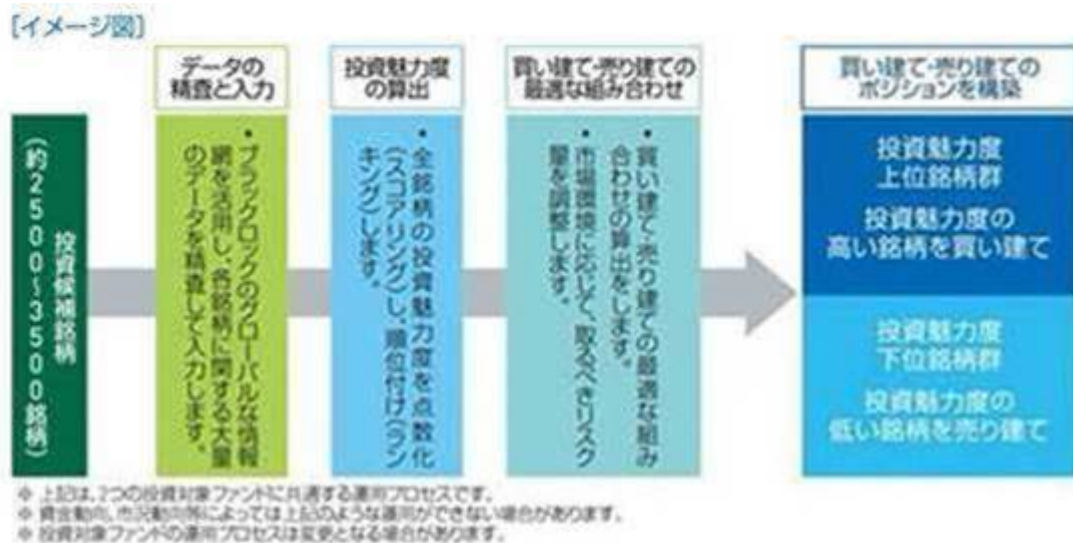 [イメージ図]
投資候補銘柄
(約2500~3500銘柄)
データの
精査と入力
・ブラックロックのグローバルな情報
網を活用し、各銘柄に関する大量
のデータを精査して入力します。
投資魅力度
の算出
・全銘柄の投資魅力度を点数化
(スコアリング)し、順位付け(ラン
キング)します。
買い建て・売り建ての
最適な組み合わせ
・買い建て・売り建ての最適な組み
合わせの算出をします。
・市場環境に応じて、取るべきリスク
量を調整します。
買い建て・売り建ての
ポジションを構築
投資魅力度
上位銘柄群
投資魅力度の
高い銘柄を買い建て
投資魅力度
下位銘柄群
投資魅力度の
低い銘柄を売り建て
※ 上記は、2つの投資対象ファンドに共通する運用プロセスです。
※ 資金動向、市況動向等によっては上記のような運用ができない場合があります。
※ 投資対象ファンドの運用プロセスは変更となる場合があります。